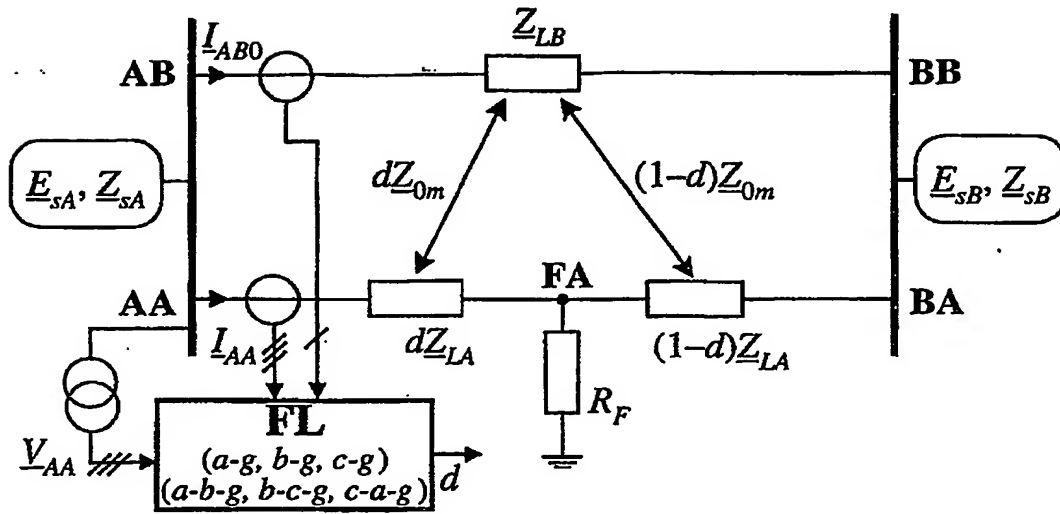 I_AB0
Z_LB
AB
BB
E_sA, Z_sA
dZ_0m
(1–d)Z_0m
E_sB, Z_sB
AA
FA
BA
I_AA
dZ_LA
(1–d)Z_LA
R_F
V_AA
FL
(a-g, b-g, c-g)
(a-b-g, b-c-g, c-a-g)
d